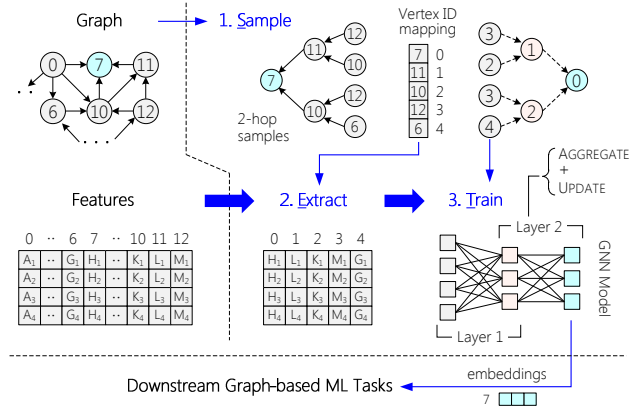 Graph
1. Sample
Vertex ID
mapping
0 7 11
6 10 12
. .
. .
. . .
7
11
10
12
10
12
6
2-hop
samples
7 0
11 1
10 2
12 3
6 4
3
2
3
4
1
2
0
Features
2. Extract
3. Train
AGGREGATE
+
UPDATE
0 ·· 6 7 ·· 10 11 12
A1 ·· G1 H1 ·· K1 L1 M1
A2 ·· G2 H2 ·· K2 L2 M2
A3 ·· G3 H3 ·· K3 L3 M3
A4 ·· G4 H4 ·· K4 L4 M4
0 1 2 3 4
H1 L1 K1 M1 G1
H2 L2 K2 M2 G2
H3 L3 K3 M3 G3
H4 L4 K4 M4 G4
Layer 2
Layer 1
GNN Model
Downstream Graph-based ML Tasks
embeddings
7